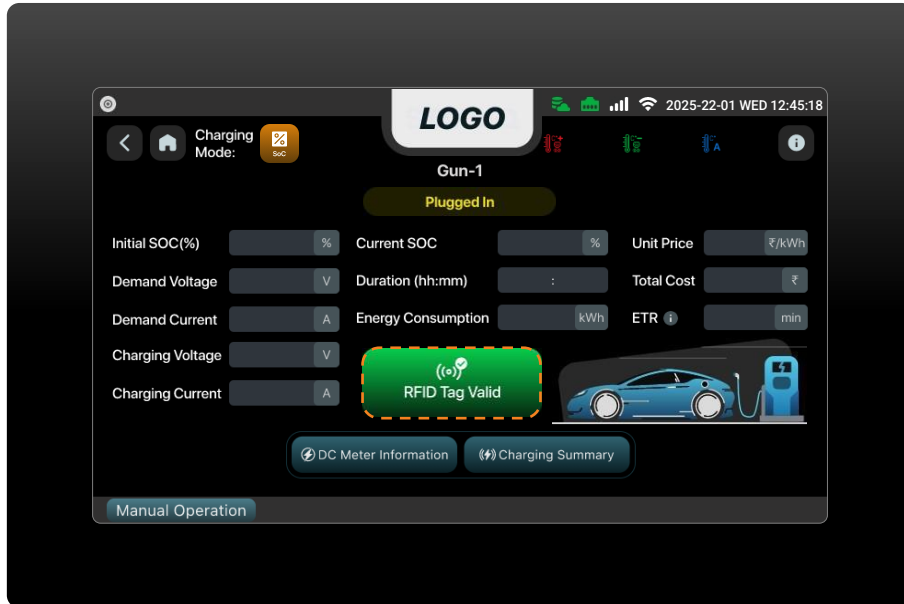 LOGO
2025-22-01 WED 12:45:18
Charging
Mode:
SoC
A
Gun-1
Plugged In
Initial SOC(%) %
Current SOC %
Unit Price ₹/kWh
Demand Voltage V
Duration (hh:mm) :
Total Cost ₹
Demand Current A
Energy Consumption kWh
ETR i min
Charging Voltage V
Charging Current A
RFID Tag Valid
DC Meter Information
Charging Summary
Manual Operation